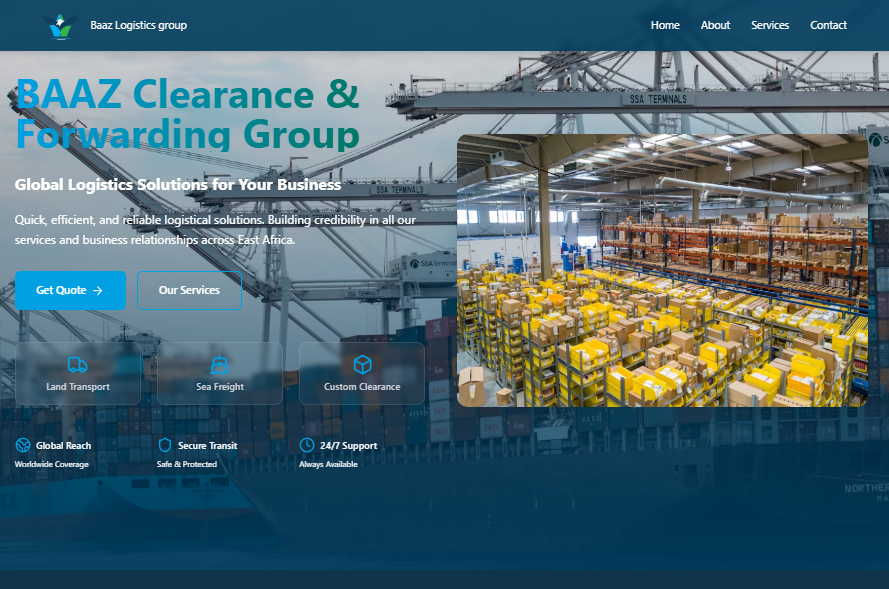 Baaz Logistics group
Home About Services Contact
BAAZ Clearance &
Forwarding Group
Global Logistics Solutions for Your Business
Quick, efficient, and reliable logistical solutions. Building credibility in all our
services and business relationships across East Africa.
Get Quote →
Our Services
Land Transport
Sea Freight
Custom Clearance
Global Reach
Worldwide Coverage
Secure Transit
Safe & Protected
24/7 Support
Always Available
SSA TERMINALS
SSA TERMINALS
SSA Terminals
NORTHER